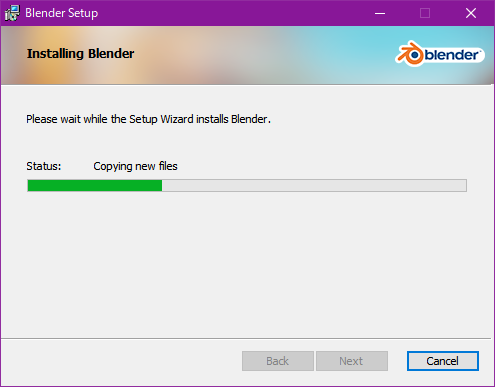 Blender Setup
Installing Blender
blender
Please wait while the Setup Wizard installs Blender.
Status: Copying new files
Back Next Cancel